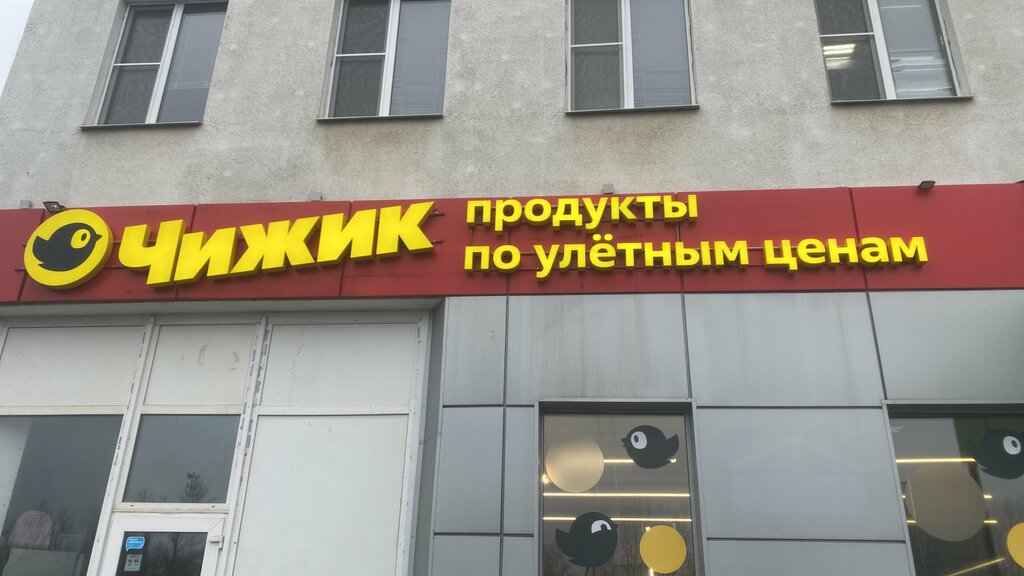 чижик
продукты
по улётным ценам